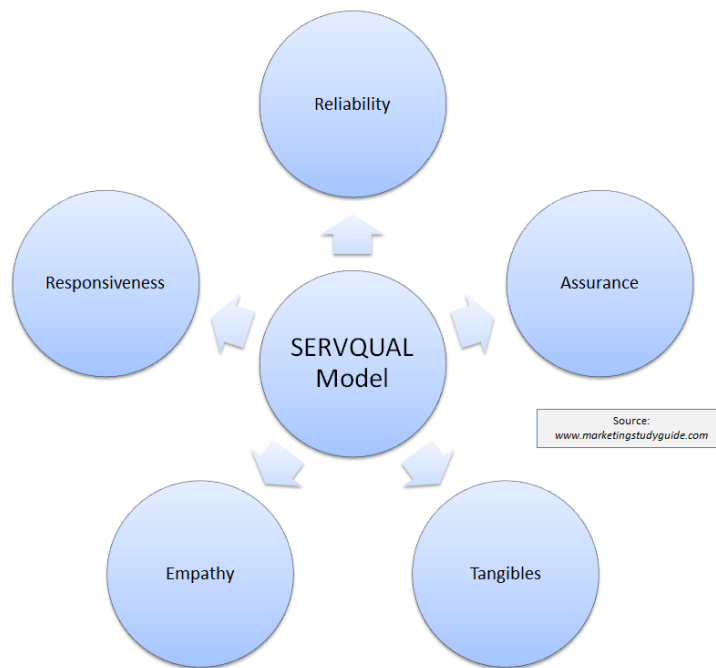 Reliability
Responsiveness
Assurance
SERVQUAL
Model
Source:
www.marketingstudyguide.com
Empathy
Tangibles